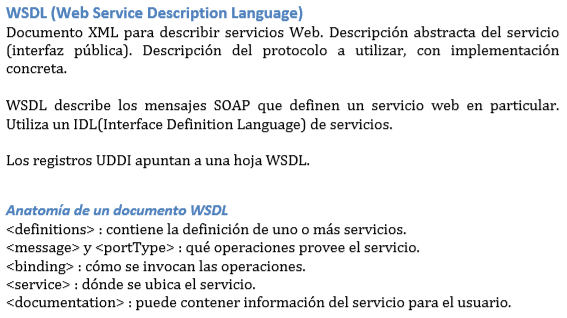 WSDL (Web Service Description Language)
Documento XML para describir servicios Web. Descripción abstracta del servicio
(interfaz pública). Descripción del protocolo a utilizar, con implementación
concreta.
WSDL describe los mensajes SOAP que definen un servicio web en particular.
Utiliza un IDL(Interface Definition Language) de servicios.
Los registros UDDI apuntan a una hoja WSDL.
Anatomía de un documento WSDL
<definitions> : contiene la definición de uno o más servicios.
<message> y <portType> : qué operaciones provee el servicio.
<binding> : cómo se invocan las operaciones.
<service> : dónde se ubica el servicio.
<documentation> : puede contener información del servicio para el usuario.